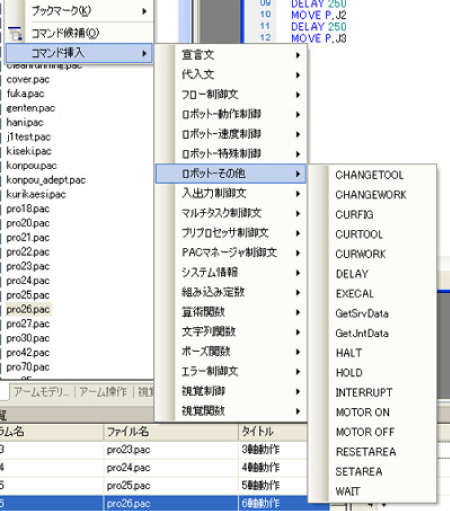 ブックマーク(K)
コマンド候補(O)
コマンド挿入
09 DELAY 250
10 MOVE P,J2
11 DELAY 250
12 MOVE P,J3
cleanrunning.pac
cover.pac
fuka.pac
genten.pac
hani.pac
j1test.pac
kiseki.pac
konpou.pac
konpou_adept.pac
kurikaesi.pac
pro18.pac
pro20.pac
pro21.pac
pro22.pac
pro23.pac
pro24.pac
pro25.pac
pro26.pac
pro27.pac
pro30.pac
pro42.pac
pro70.pac
宣言文
代入文
フロー制御文
ロボット-動作制御
ロボット-速度制御
ロボット-特殊制御
ロボット-その他
入出力制御文
マルチタスク制御文
プリプロセッサ制御文
PACマネージャ制御文
システム情報
組み込み定数
算術関数
文字列関数
ポーズ関数
エラー制御文
視覚制御
視覚関数
CHANGETOOL
CHANGEWORK
CURFIG
CURTOOL
CURWORK
DELAY
EXECAL
GetSrvData
GetJntData
HALT
HOLD
INTERRUPT
MOTOR ON
MOTOR OFF
RESETAREA
SETAREA
WAIT
アームモデリ... アーム操作 視
覧
ラム名 ファイル名 タイトル
3 pro23.pac 3軸動作
4 pro24.pac 4軸動作
5 pro25.pac 5軸動作
6 pro26.pac 6軸動作